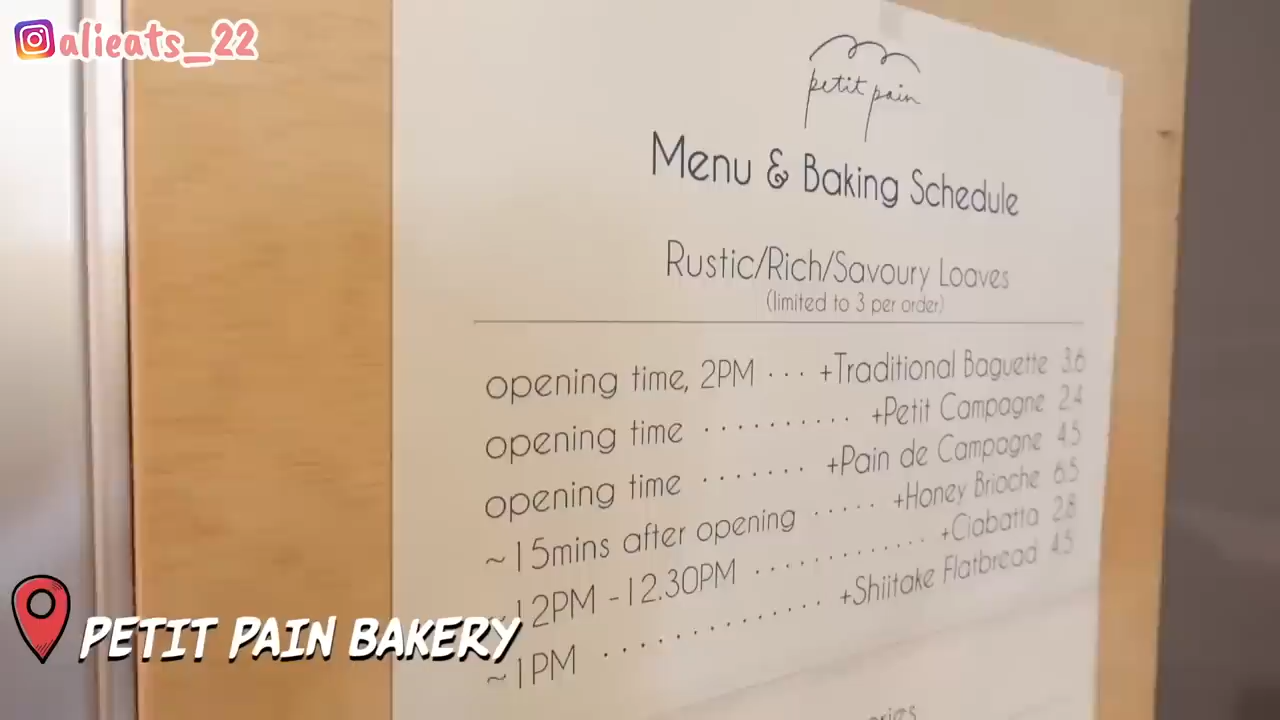 @alieats_22
petit pain
Menu & Baking Schedule
Rustic/Rich/Savoury Loaves
(limited to 3 per order)
opening time, 2PM ... +Traditional Baguette 3.6
opening time .......... +Petit Campagne 2.4
opening time ....... +Pain de Campagne 4.5
~15mins after opening ..... +Honey Brioche 6.5
~12PM -12.30PM ........... +Ciabatta 2.8
~1PM ............ +Shiitake Flatbread 4.5
PETIT PAIN BAKERY